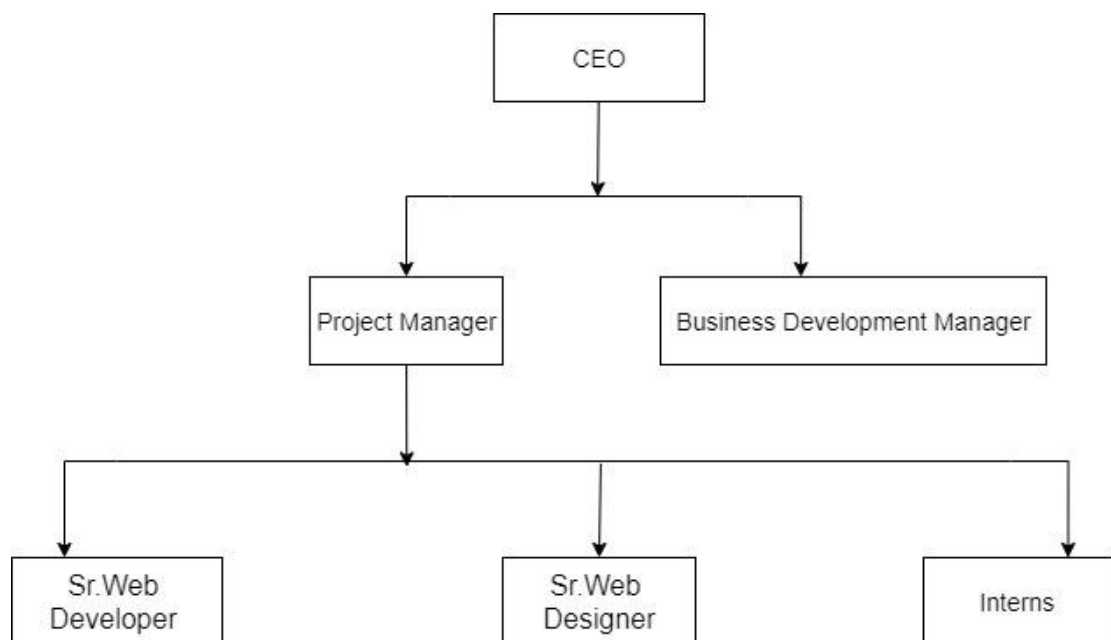 CEO
Project Manager
Business Development Manager
Sr.Web
Developer
Sr.Web
Designer
Interns